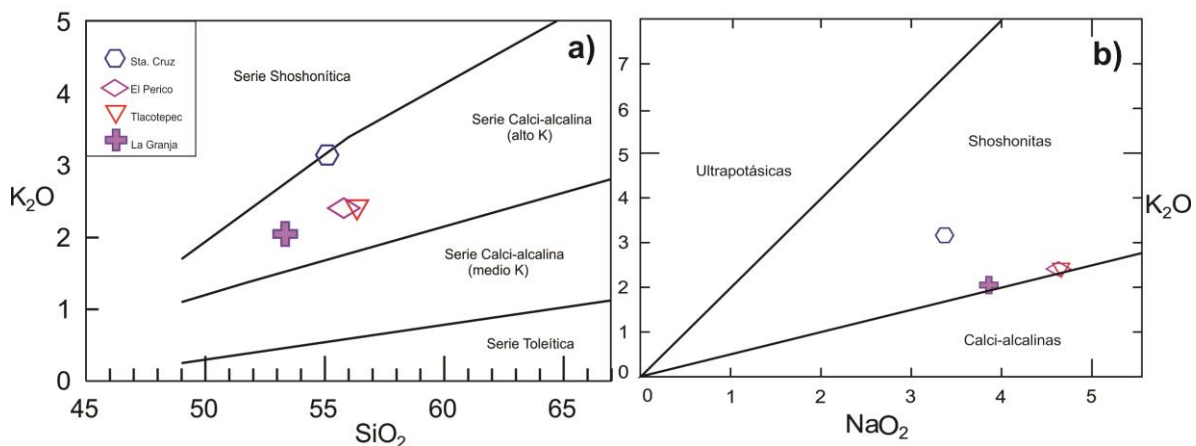 a)
5
4
3
2
1
0
K₂O
Sta. Cruz
El Perico
Tlacotepec
La Granja
Serie Shoshonítica
Serie Calci-alcalina
(alto K)
Serie Calci-alcalina
(medio K)
Serie Toleítica
45 50 55 60 65
SiO₂
b)
7
6
5
4
3
2
1
0
Ultrapotásicas
Shoshonitas
Calci-alcalinas
K₂O
0 1 2 3 4 5
NaO₂